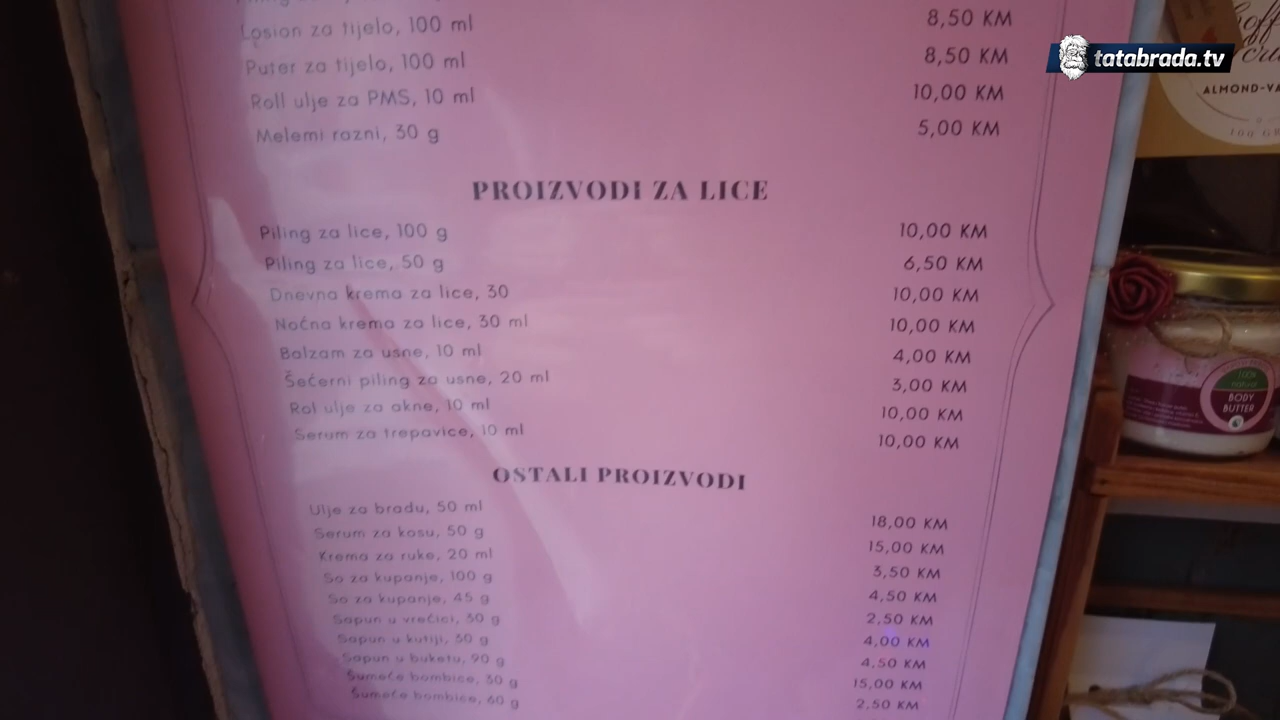 Losion za tijelo, 100 ml 8,50 KM
Puter za tijelo, 100 ml 8,50 KM
Roll ulje za PMS, 10 ml 10,00 KM
Melemi razni, 30 g 5,00 KM
PROIZVODI ZA LICE
Piling za lice, 100 g 10,00 KM
Piling za lice, 50 g 6,50 KM
Dnevna krema za lice, 30 10,00 KM
Noćna krema za lice, 30 ml 10,00 KM
Balzam za usne, 10 ml 4,00 KM
Šećerni piling za usne, 20 ml 3,00 KM
Rol ulje za akne, 10 ml 10,00 KM
Serum za trepavice, 10 ml 10,00 KM
OSTALI PROIZVODI
Ulje za bradu, 50 ml 18,00 KM
Serum za kosu, 50 g 15,00 KM
Krema za ruke, 20 ml 3,50 KM
So za kupanje, 100 g 4,50 KM
So za kupanje, 45 g 2,50 KM
Sapun u vrećici, 30 g 4,00 KM
Sapun u kutiji, 50 g 4,50 KM
Sapun u buketu, 90 g 15,00 KM
Šumeće bombice, 30 g 2,50 KM
Šumeće bombice, 60 g
tatabrada.tv
ALMOND-VA
100 GR
100%
natural
BODY
BUTTER